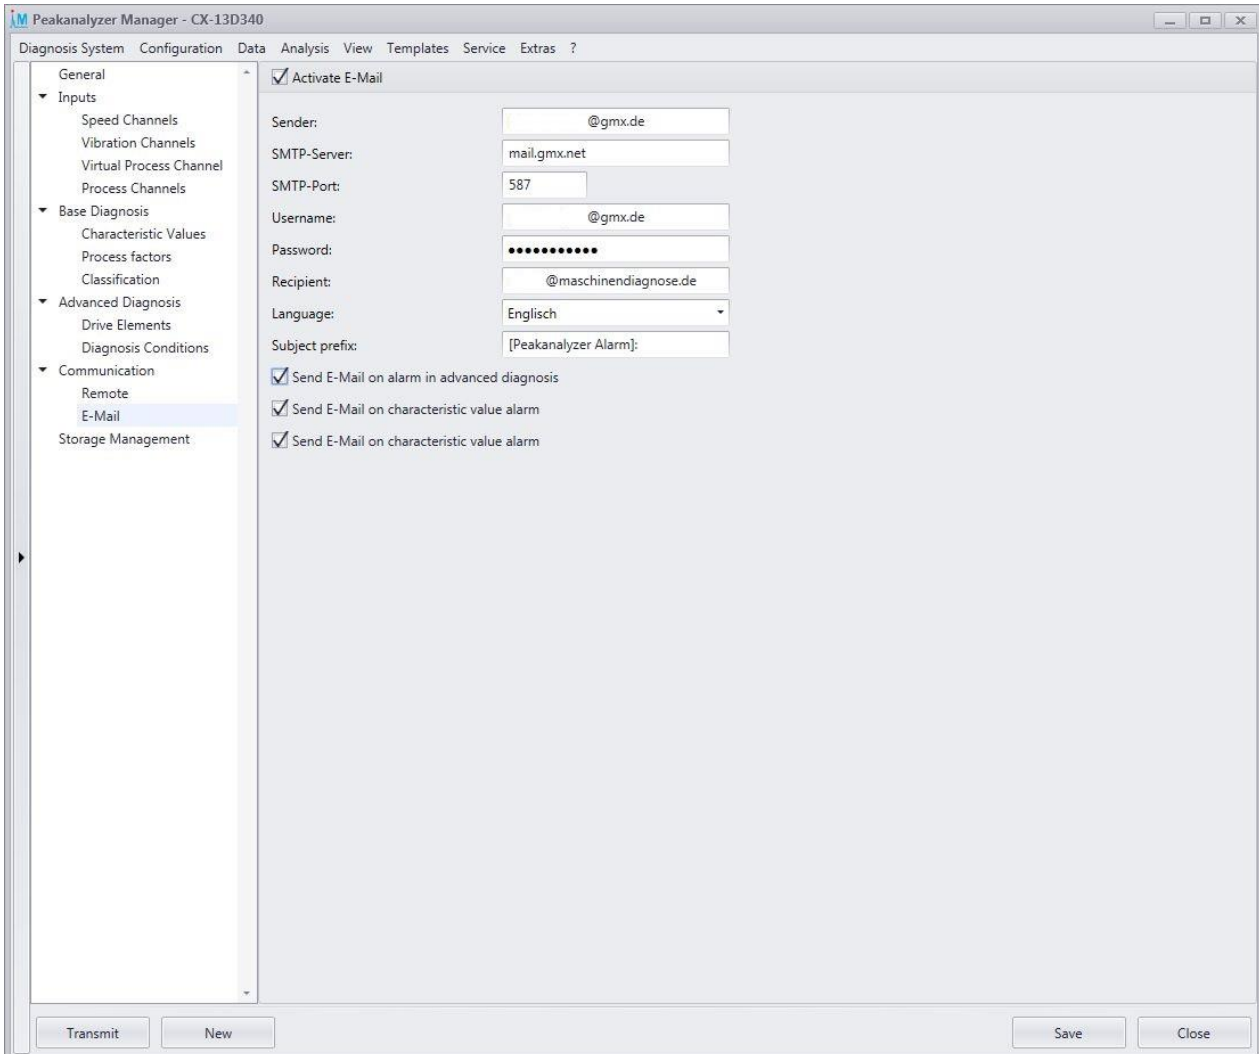 Peakanalyzer Manager - CX-13D340
Diagnosis System Configuration Data Analysis View Templates Service Extras ?
General
Inputs
Speed Channels
Vibration Channels
Virtual Process Channel
Process Channels
Base Diagnosis
Characteristic Values
Process factors
Classification
Advanced Diagnosis
Drive Elements
Diagnosis Conditions
Communication
Remote
E-Mail
Storage Management
Activate E-Mail
Sender: @gmx.de
SMTP-Server: mail.gmx.net
SMTP-Port: 587
Username: @gmx.de
Password: ●●●●●●●●●●●
Recipient: @maschinendiagnose.de
Language: Englisch
Subject prefix: [Peakanalyzer Alarm]:
Send E-Mail on alarm in advanced diagnosis
Send E-Mail on characteristic value alarm
Send E-Mail on characteristic value alarm
Transmit New Save Close